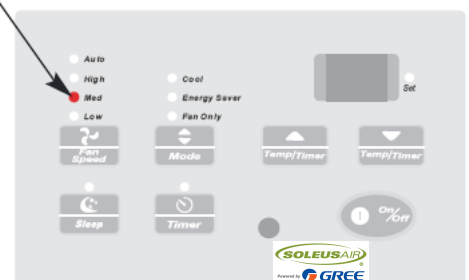 Auto
High
Cool
Set
Med
Energy Saver
Low
Fan Only
Fan
Speed
Mode
Temp/Timer
Temp/Timer
Sleep
Timer
On/Off
SOLEUSAIR
Powered by GREE